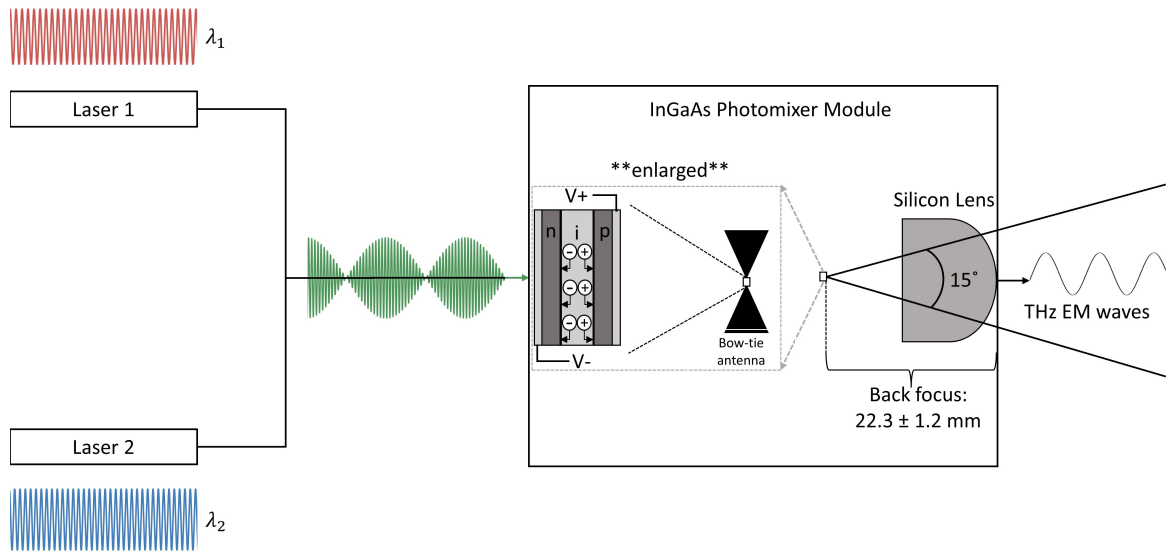 λ₁
Laser 1
InGaAs Photomixer Module
**enlarged**
V+
Silicon Lens
n
i
p
- +
15°
- +
THz EM waves
- +
Bow-tie
antenna
V-
Back focus:
22.3 ± 1.2 mm
Laser 2
λ₂